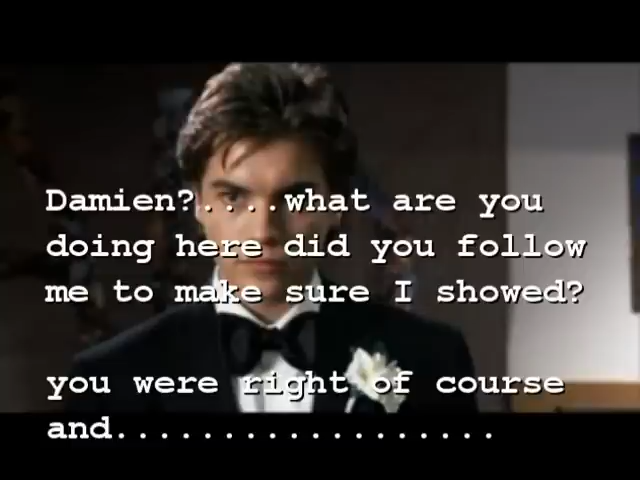 Damien?....what are you
doing here did you follow
me to make sure I showed?
you were right of course
and..................